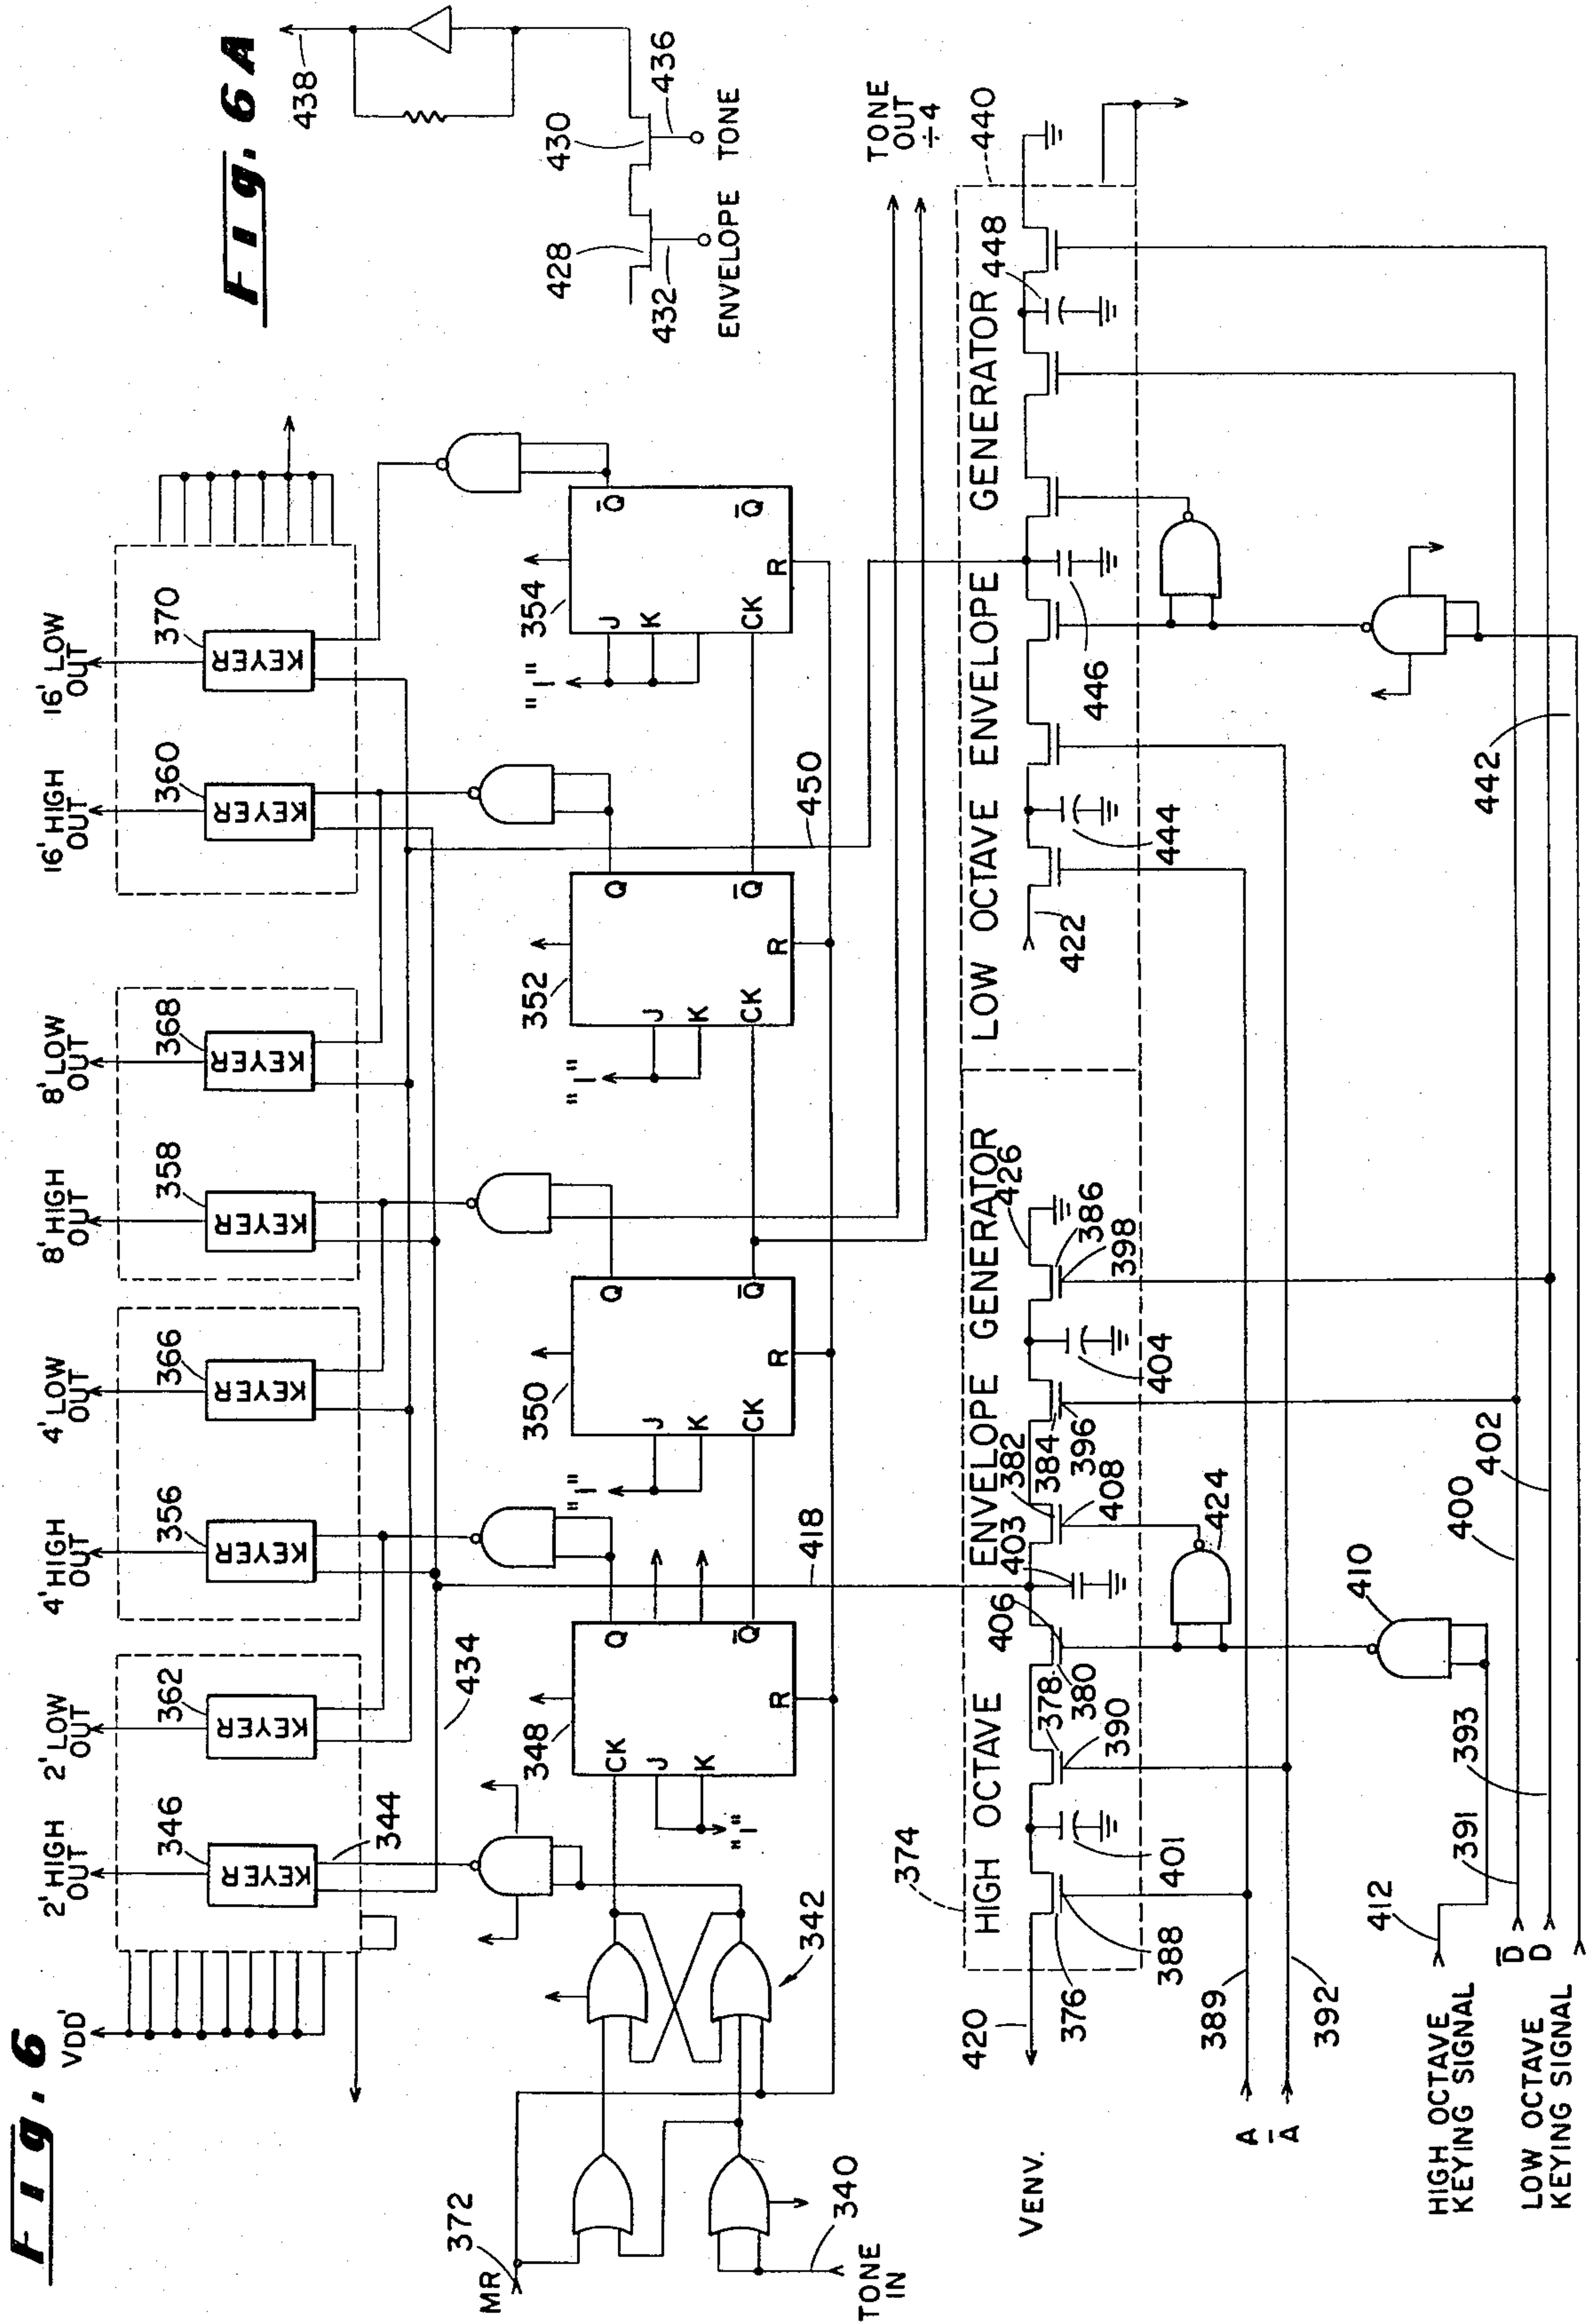 Fig. 6
VDD'
2' HIGH OUT
346
KEYER
344
2' LOW OUT
362
KEYER
4' HIGH OUT
356
KEYER
4' LOW OUT
366
KEYER
8' HIGH OUT
358
KEYER
8' LOW OUT
368
KEYER
16' HIGH OUT
360
KEYER
16' LOW OUT
370
KEYER
434
Fig. 6A
438
428
430
432
436
ENVELOPE TONE
MR
372
TONE IN
340
342
348
CK
J
K
"1"
Q
Q̅
R
418
350
J
K
CK
"1"
Q
Q̅
R
352
J
K
CK
"1"
Q
Q̅
R
450
354
J
K
CK
"1"
Q̅
Q̅
R
TONE OUT ÷4
440
374
HIGH OCTAVE ENVELOPE GENERATOR
LOW OCTAVE ENVELOPE GENERATOR
VENV.
420
376
388
401
378
390
380
406
403
382
408
384
396
404
386
398
426
424
410
422
444
446
448
A
389
A̅
392
HIGH OCTAVE KEYING SIGNAL
412
D̅
391
400
D
393
402
LOW OCTAVE KEYING SIGNAL
442